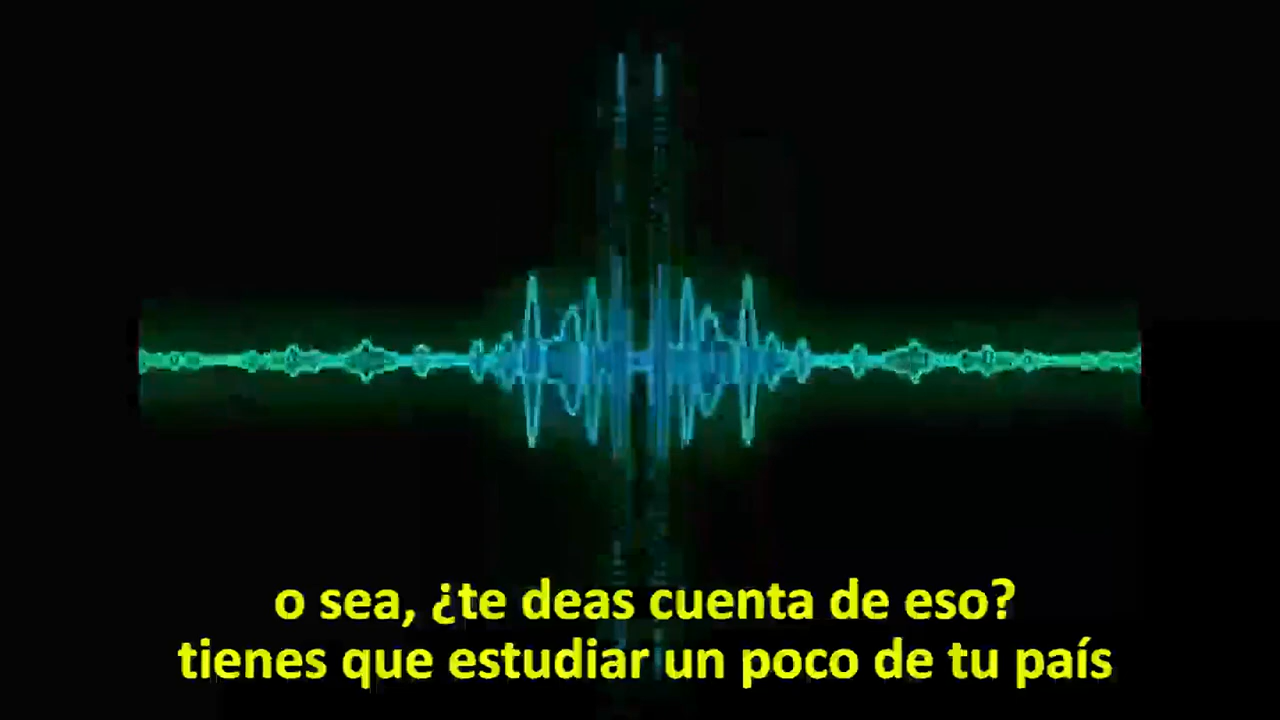 o sea, ¿te deas cuenta de eso?
tienes que estudiar un poco de tu país